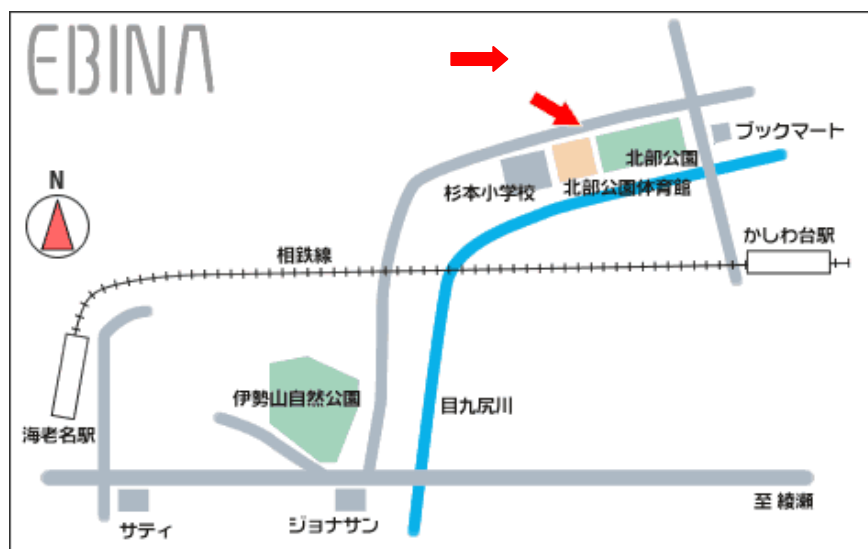 EBINA
ブックマート
北部公園
杉本小学校
北部公園体育館
N
かしわ台駅
相鉄線
伊勢山自然公園
目九尻川
海老名駅
至 綾瀬
サティ
ジョナサン